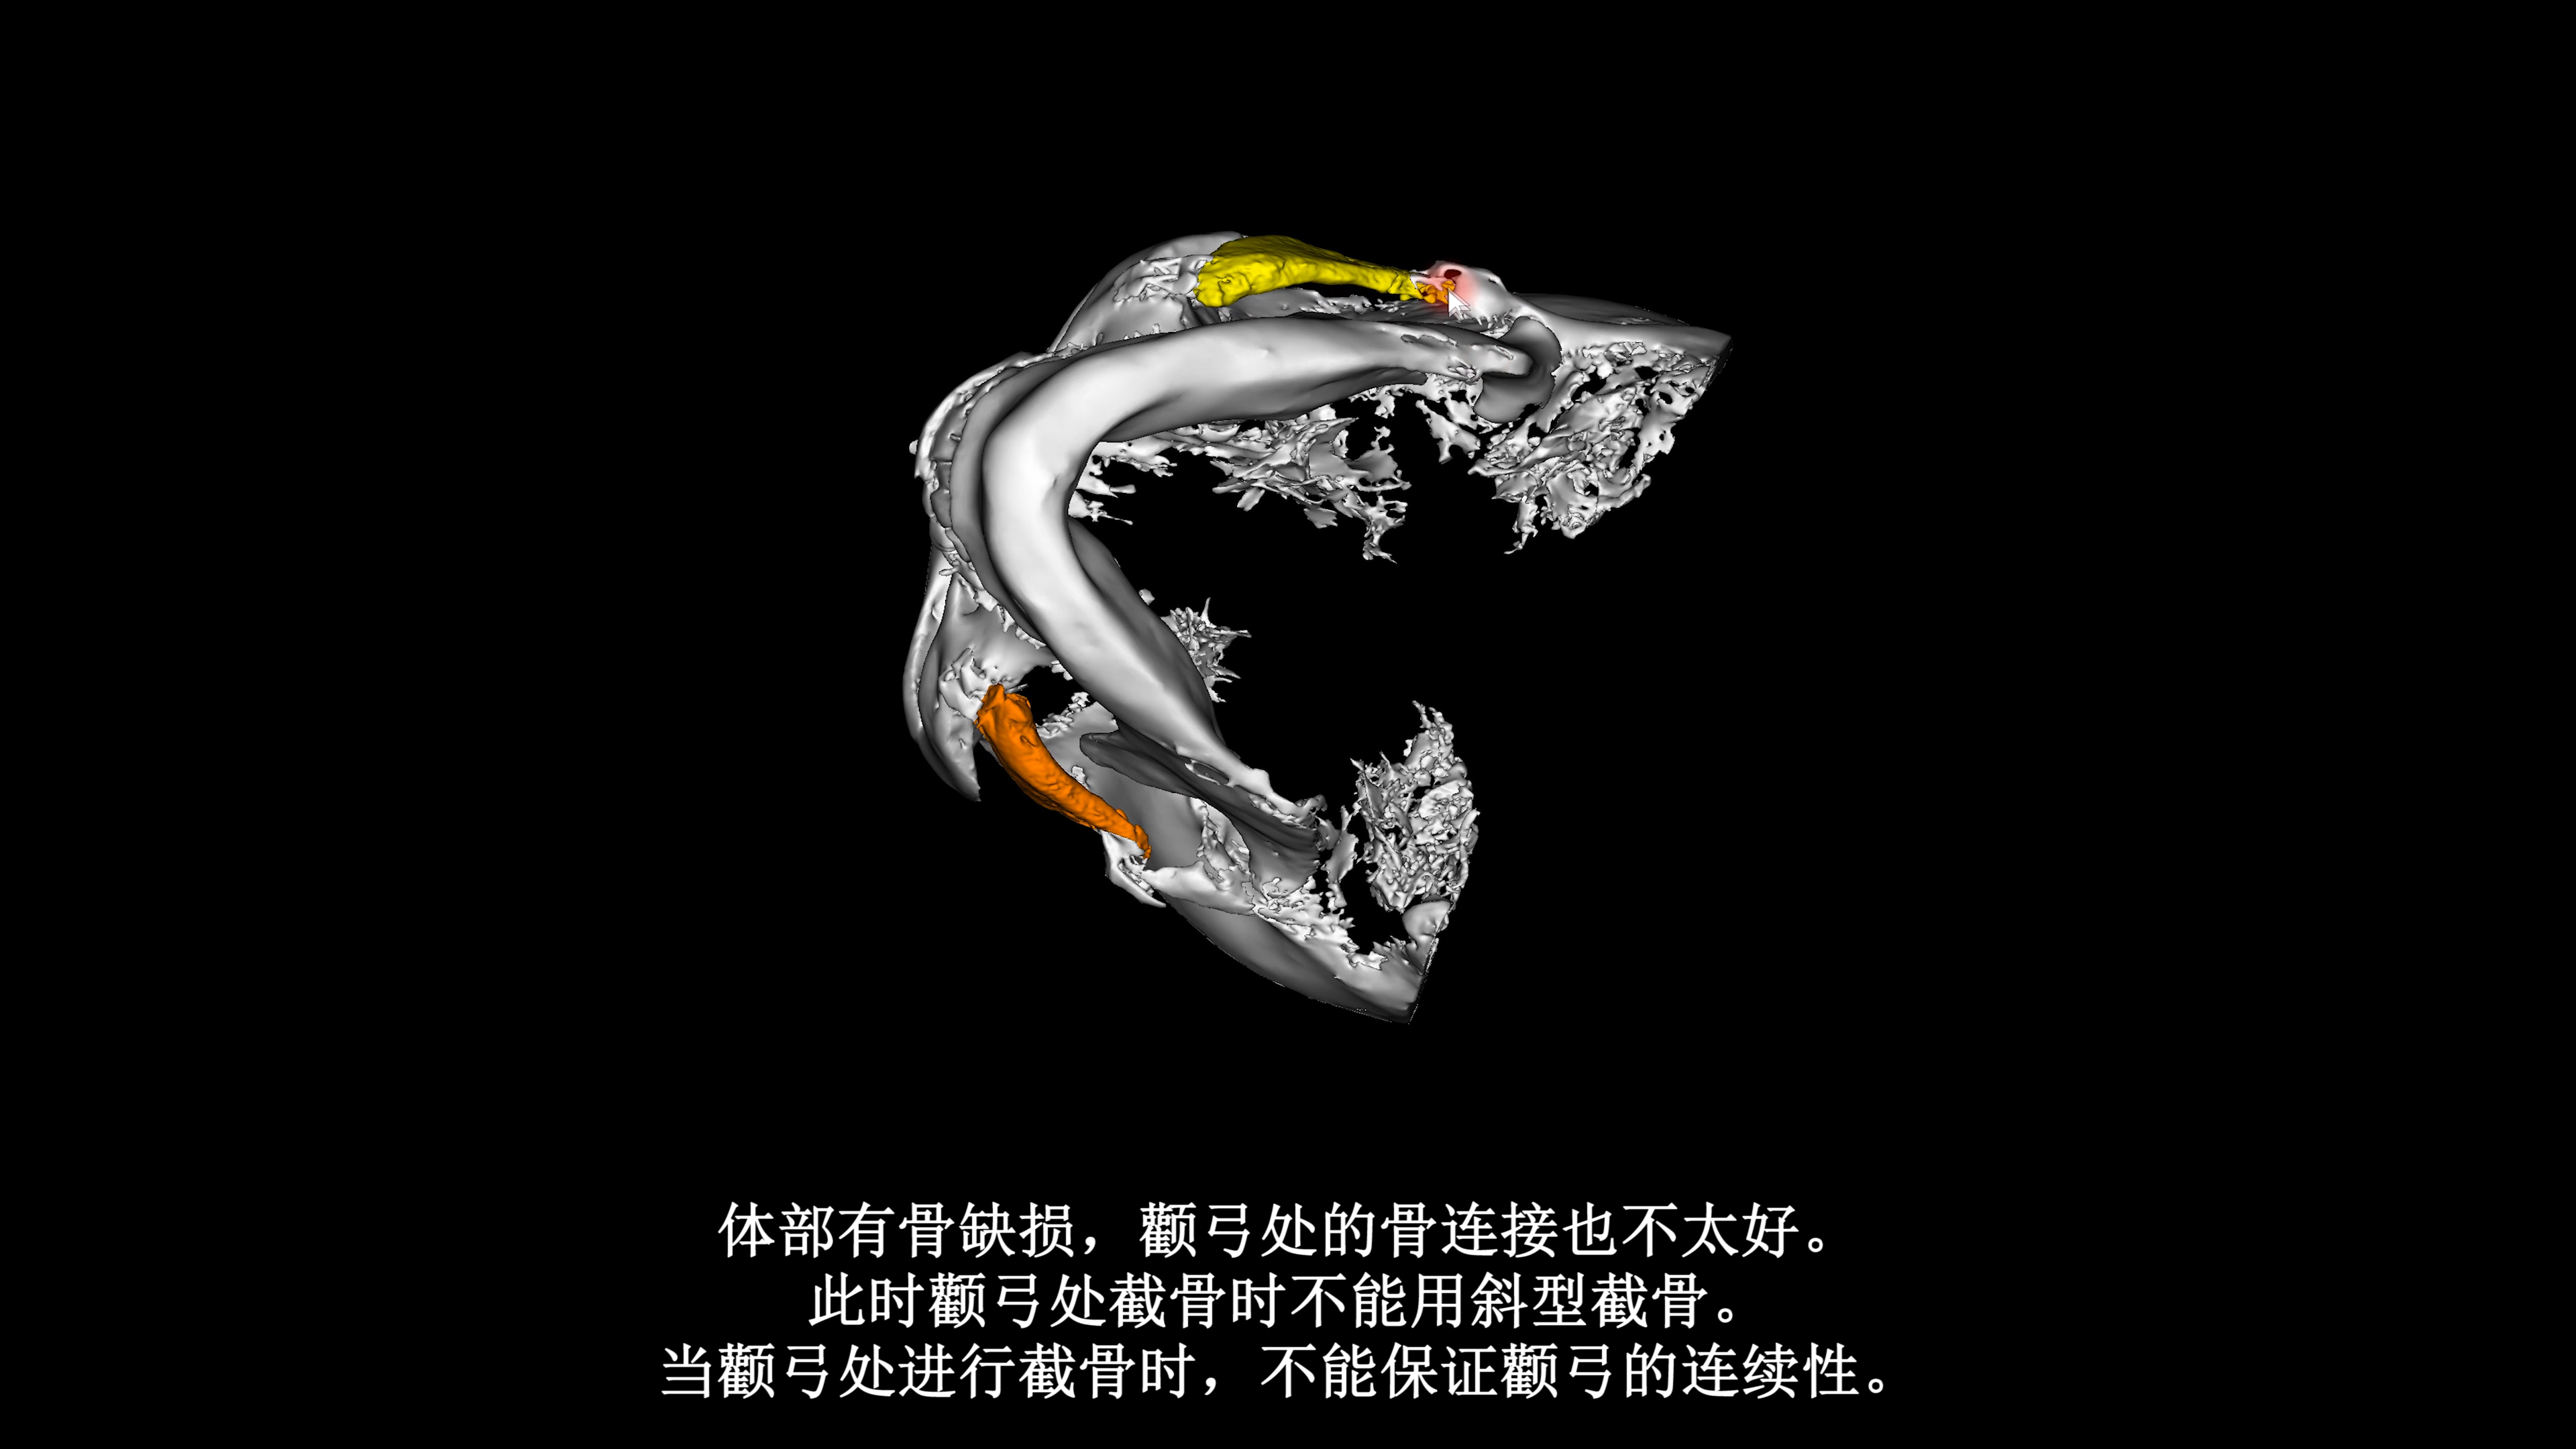 体部有骨缺损，颧弓处的骨连接也不太好。
此时颧弓处截骨时不能用斜型截骨。
当颧弓处进行截骨时，不能保证颧弓的连续性。